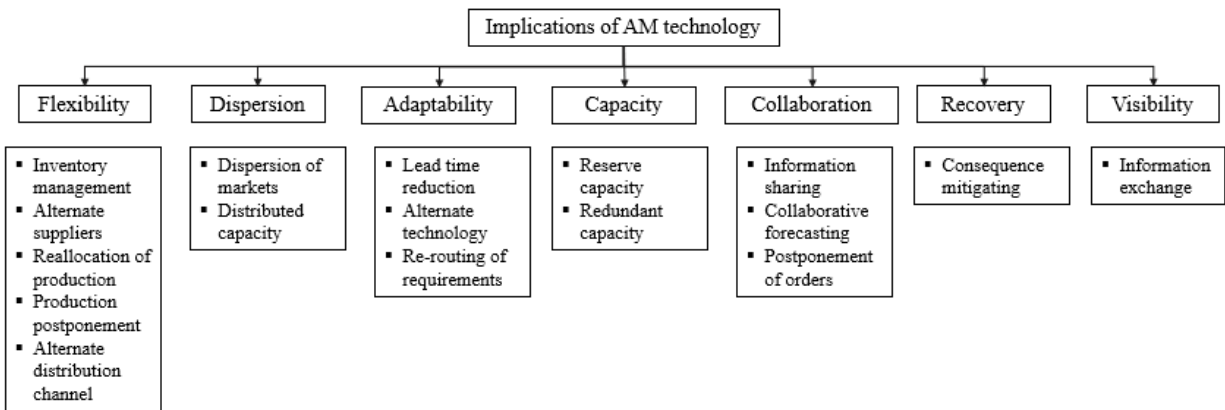 Implications of AM technology
Flexibility
Dispersion
Adaptability
Capacity
Collaboration
Recovery
Visibility
▪ Inventory
management
▪ Alternate
suppliers
▪ Reallocation of
production
▪ Production
postponement
▪ Alternate
distribution
channel
▪ Dispersion of
markets
▪ Distributed
capacity
▪ Lead time
reduction
▪ Alternate
technology
▪ Re-routing of
requirements
▪ Reserve
capacity
▪ Redundant
capacity
▪ Information
sharing
▪ Collaborative
forecasting
▪ Postponement
of orders
▪ Consequence
mitigating
▪ Information
exchange